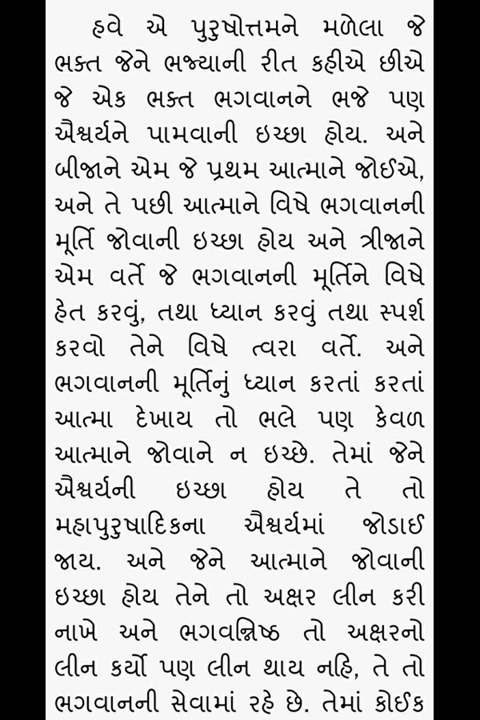 હવે એ પુરુષોત્તમને મળેલા જે
ભક્ત જેને ભજ્યાની રીત કહીએ છીએ
જે એક ભક્ત ભગવાનને ભજે પણ
ઐશ્વર્યને પામવાની ઇચ્છા હોય. અને
બીજાને એમ જે પ્રથમ આત્માને જોઈએ,
અને તે પછી આત્માને વિષે ભગવાનની
મૂર્તિ જોવાની ઇચ્છા હોય અને ત્રીજાને
એમ વર્તે જે ભગવાનની મૂર્તિને વિષે
હેત કરવું, તથા ધ્યાન કરવું તથા સ્પર્શ
કરવો તેને વિષે ત્વરા વર્તે. અને
ભગવાનની મૂર્તિનું ધ્યાન કરતાં કરતાં
આત્મા દેખાય તો ભલે પણ કેવળ
આત્માને જોવાને ન ઇચ્છે. તેમાં જેને
ઐશ્વર્યની ઇચ્છા હોય તે તો
મહાપુરુષાદિકના ઐશ્વર્યમાં જોડાઈ
જાય. અને જેને આત્માને જોવાની
ઇચ્છા હોય તેને તો અક્ષર લીન કરી
નાખે અને ભગવન્નિષ્ઠ તો અક્ષરનો
લીન કર્યો પણ લીન થાય નહિ, તે તો
ભગવાનની સેવામાં રહે છે. તેમાં કોઈક